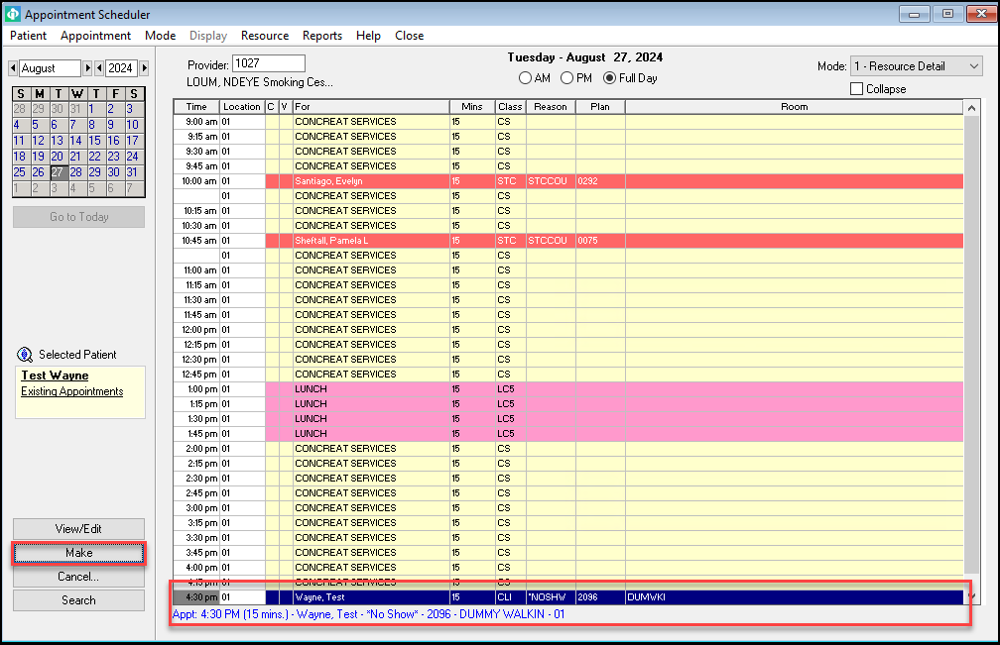 Appointment Scheduler
Patient Appointment Mode Display Resource Reports Help Close
August 2024
S M T W T F S
28 29 30 31 1 2 3
4 5 6 7 8 9 10
11 12 13 14 15 16 17
18 19 20 21 22 23 24
25 26 27 28 29 30 31
1 2 3 4 5 6 7
Go to Today
Selected Patient
Test Wayne
Existing Appointments
View/Edit
Make
Cancel...
Search
Provider: 1027
LOUM, NDEYE Smoking Ces...
Tuesday - August 27, 2024
AM PM Full Day
Mode: 1 - Resource Detail
Collapse
Time Location C V For Mins Class Reason Plan Room
9:00 am 01 CONCREAT SERVICES 15 CS
9:15 am 01 CONCREAT SERVICES 15 CS
9:30 am 01 CONCREAT SERVICES 15 CS
9:45 am 01 CONCREAT SERVICES 15 CS
10:00 am 01 Santiago, Evelyn 15 STC STCCOU 0292
01 CONCREAT SERVICES 15 CS
10:15 am 01 CONCREAT SERVICES 15 CS
10:30 am 01 CONCREAT SERVICES 15 CS
10:45 am 01 Sheftall, Pamela L 15 STC STCCOU 0075
01 CONCREAT SERVICES 15 CS
11:00 am 01 CONCREAT SERVICES 15 CS
11:15 am 01 CONCREAT SERVICES 15 CS
11:30 am 01 CONCREAT SERVICES 15 CS
11:45 am 01 CONCREAT SERVICES 15 CS
12:00 pm 01 CONCREAT SERVICES 15 CS
12:15 pm 01 CONCREAT SERVICES 15 CS
12:30 pm 01 CONCREAT SERVICES 15 CS
12:45 pm 01 CONCREAT SERVICES 15 CS
1:00 pm 01 LUNCH 15 LC5
1:15 pm 01 LUNCH 15 LC5
1:30 pm 01 LUNCH 15 LC5
1:45 pm 01 LUNCH 15 LC5
2:00 pm 01 CONCREAT SERVICES 15 CS
2:15 pm 01 CONCREAT SERVICES 15 CS
2:30 pm 01 CONCREAT SERVICES 15 CS
2:45 pm 01 CONCREAT SERVICES 15 CS
3:00 pm 01 CONCREAT SERVICES 15 CS
3:15 pm 01 CONCREAT SERVICES 15 CS
3:30 pm 01 CONCREAT SERVICES 15 CS
3:45 pm 01 CONCREAT SERVICES 15 CS
4:00 pm 01 CONCREAT SERVICES 15 CS
4:15 pm 01 CONCREAT SERVICES 15 CS
4:30 pm 01 Wayne, Test 15 CLI *NOSHW 2096 DUMWKI
Appt: 4:30 PM (15 mins.) - Wayne, Test - *No Show* - 2096 - DUMMY WALKIN - 01